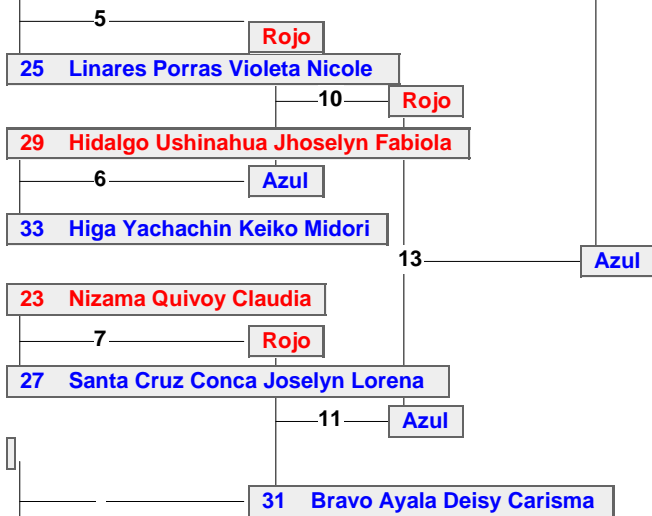 5
Rojo
25 Linares Porras Violeta Nicole
10 Rojo
29 Hidalgo Ushinahua Jhoselyn Fabiola
6 Azul
33 Higa Yachachin Keiko Midori
13 Azul
23 Nizama Quivoy Claudia
7 Rojo
27 Santa Cruz Conca Joselyn Lorena
11 Azul
31 Bravo Ayala Deisy Carisma